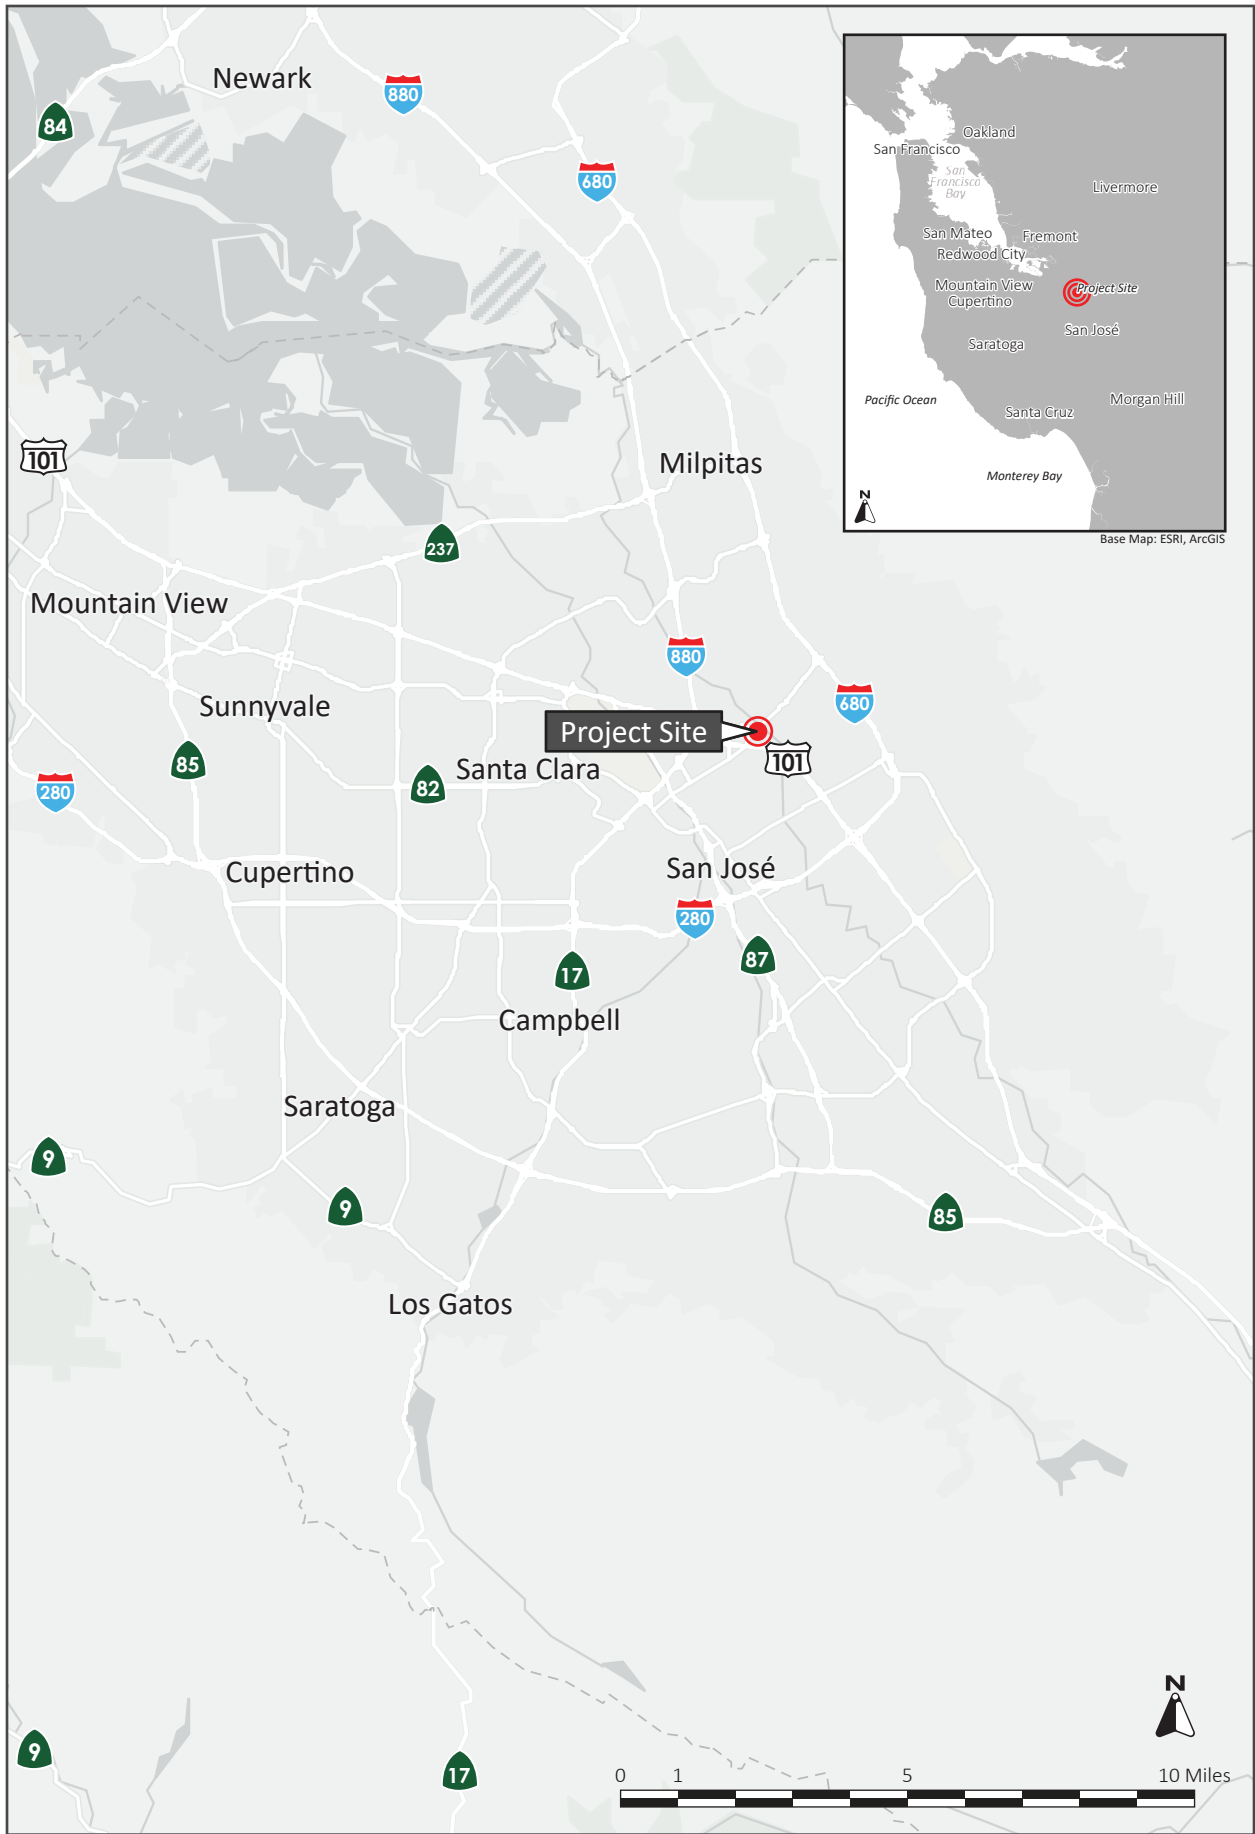 Newark
880
84
680
Oakland
San Francisco
San
Francisco
Bay
Livermore
San Mateo
Fremont
Redwood City
Mountain View
Cupertino
Project Site
San José
Saratoga
Pacific Ocean
Morgan Hill
Santa Cruz
Monterey Bay
N
Base Map: ESRI, ArcGIS
101
Milpitas
237
Mountain View
880
680
Sunnyvale
Project Site
101
85
Santa Clara
82
280
Cupertino
San José
280
87
17
Campbell
Saratoga
9
9
85
Los Gatos
N
9
17
0 1 5 10 Miles